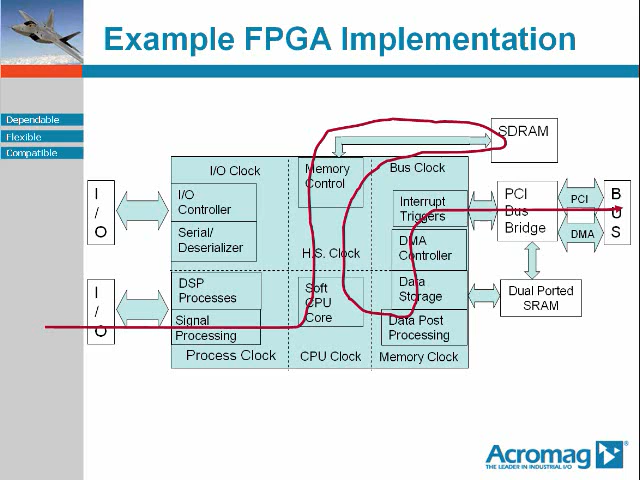 Example FPGA Implementation
Dependable
Flexible
Compatible
SDRAM
I/O Clock
Memory
Control
Bus Clock
I
/
O
I/O
Controller
Serial/
Deserializer
Interrupt
Triggers
PCI
Bus
Bridge
PCI
DMA
B
U
S
H.S. Clock
DMA
Controller
I
/
O
DSP
Processes
Signal
Processing
Soft
CPU
Core
Data
Storage
Data Post
Processing
Dual Ported
SRAM
Process Clock
CPU Clock
Memory Clock
Acromag
THE LEADER IN INDUSTRIAL I/O